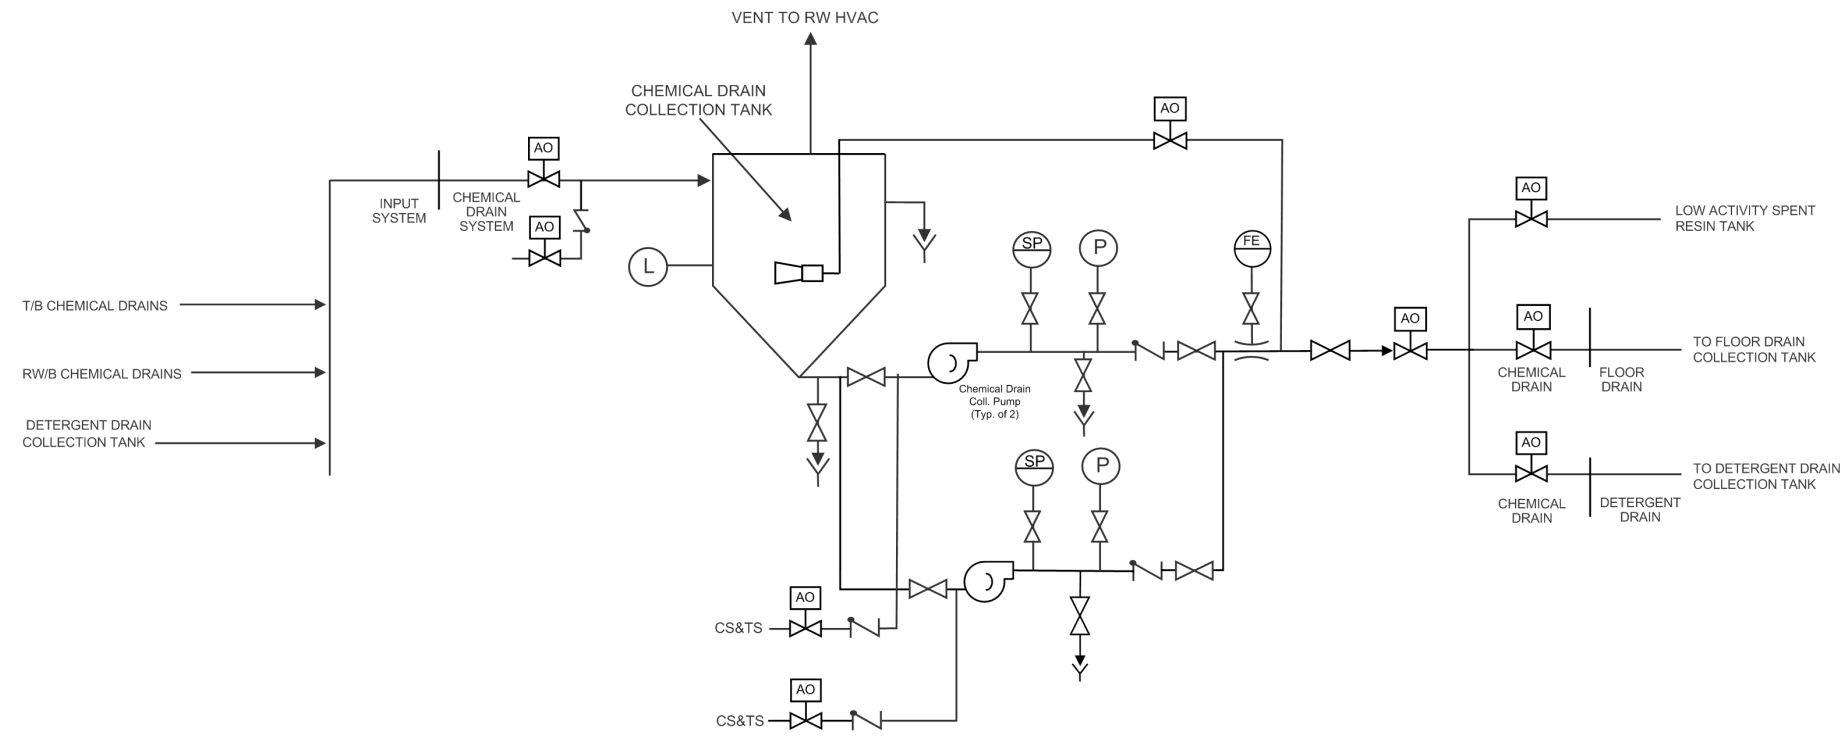 VENT TO RW HVAC
CHEMICAL DRAIN
COLLECTION TANK
AO
AO
INPUT
SYSTEM
CHEMICAL
DRAIN
SYSTEM
AO
AO
LOW ACTIVITY SPENT
RESIN TANK
L
SP
P
FE
T/B CHEMICAL DRAINS
AO
AO
TO FLOOR DRAIN
COLLECTION TANK
RW/B CHEMICAL DRAINS
CHEMICAL
DRAIN
FLOOR
DRAIN
Chemical Drain
Coll. Pump
(Typ. of 2)
DETERGENT DRAIN
COLLECTION TANK
AO
SP
P
TO DETERGENT DRAIN
COLLECTION TANK
CHEMICAL
DRAIN
DETERGENT
DRAIN
AO
CS&TS
AO
CS&TS